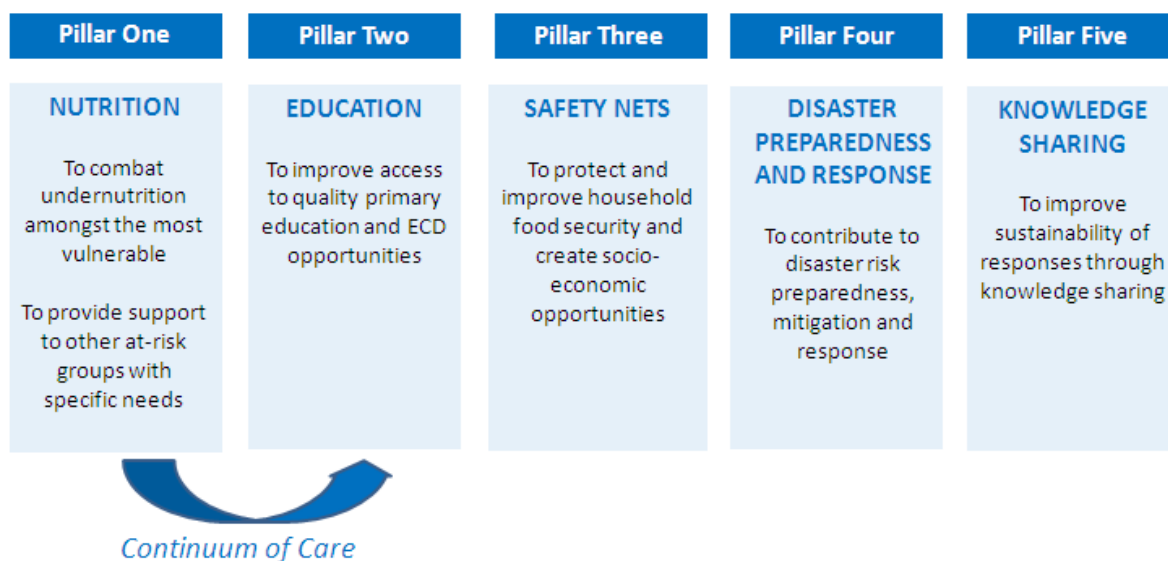 Pillar One
NUTRITION
To combat
undernutrition
amongst the most
vulnerable
To provide support
to other at-risk
groups with
specific needs
Pillar Two
EDUCATION
To improve access
to quality primary
education and ECD
opportunities
Pillar Three
SAFETY NETS
To protect and
improve household
food security and
create socio-
economic
opportunities
Pillar Four
DISASTER
PREPAREDNESS
AND RESPONSE
To contribute to
disaster risk
preparedness,
mitigation and
response
Pillar Five
KNOWLEDGE
SHARING
To improve
sustainability of
responses through
knowledge sharing
Continuum of Care